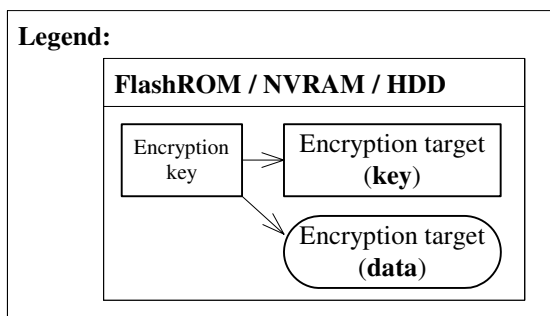 Legend:
FlashROM / NVRAM / HDD
Encryption
key
Encryption target
(key)
Encryption target
(data)